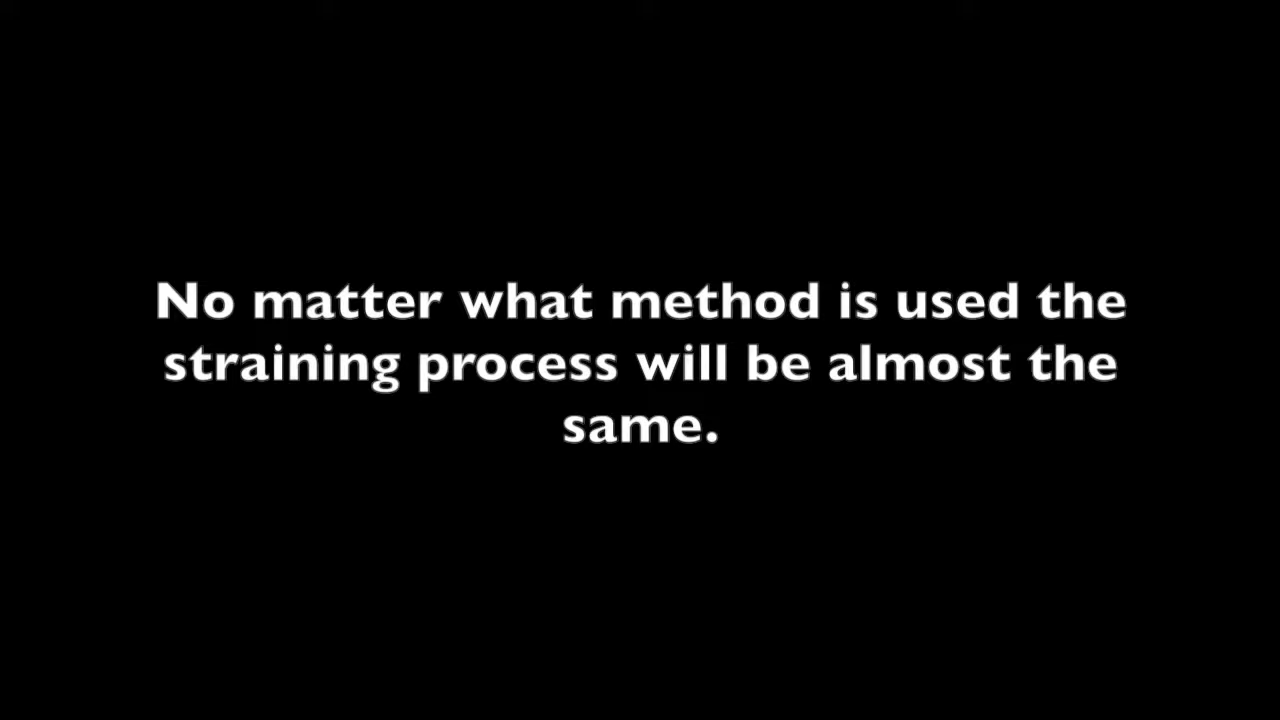 No matter what method is used the
straining process will be almost the
same.